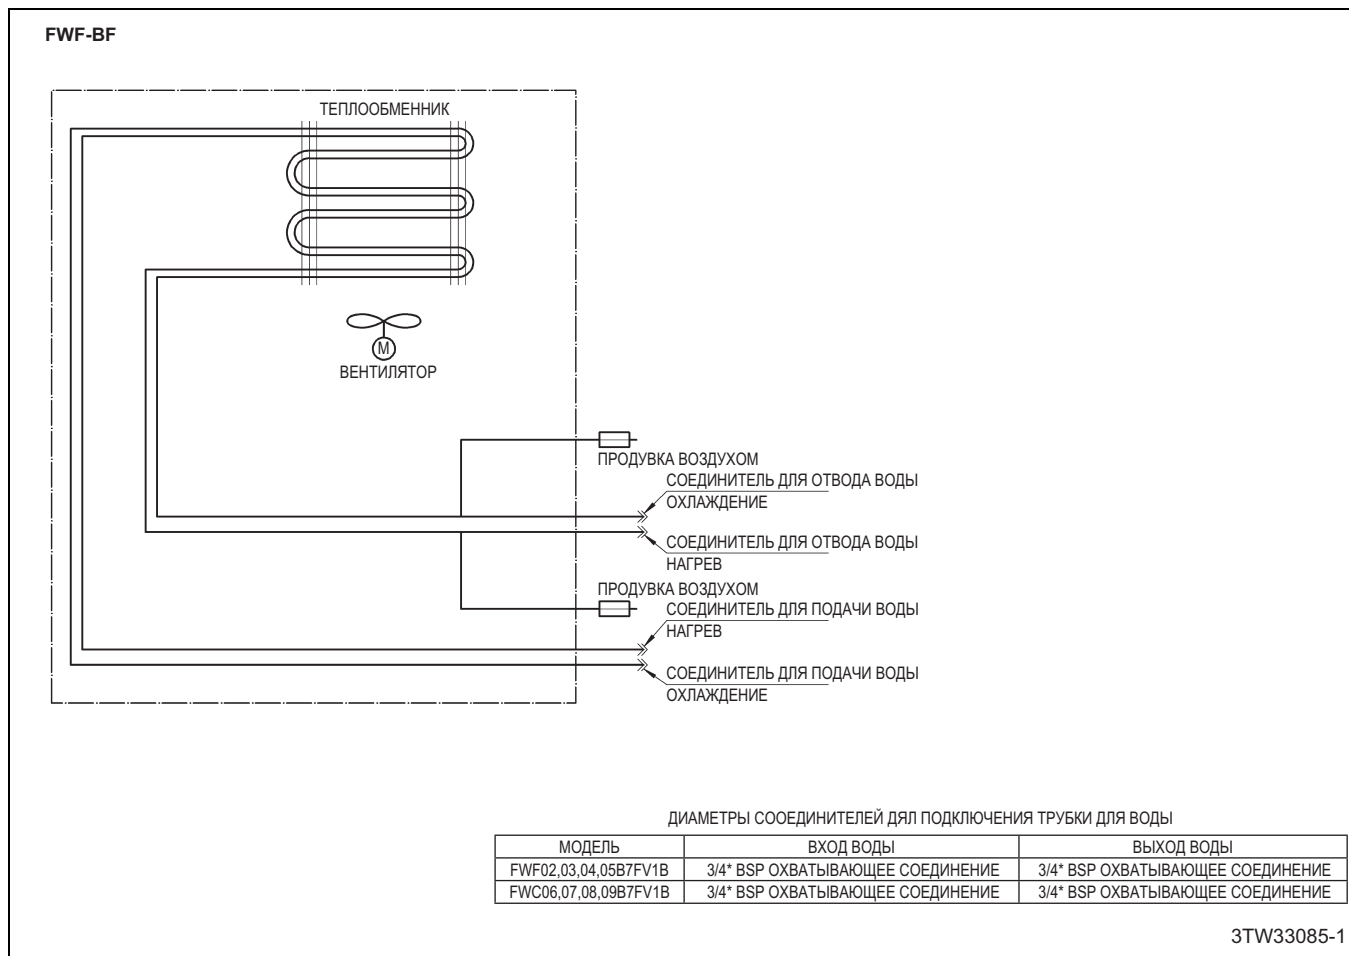 FWF-BF
ТЕПЛООБМЕННИК
M
ВЕНТИЛЯТОР
ПРОДУВКА ВОЗДУХОМ
СОЕДИНИТЕЛЬ ДЛЯ ОТВОДА ВОДЫ
ОХЛАЖДЕНИЕ
СОЕДИНИТЕЛЬ ДЛЯ ОТВОДА ВОДЫ
НАГРЕВ
ПРОДУВКА ВОЗДУХОМ
СОЕДИНИТЕЛЬ ДЛЯ ПОДАЧИ ВОДЫ
НАГРЕВ
СОЕДИНИТЕЛЬ ДЛЯ ПОДАЧИ ВОДЫ
ОХЛАЖДЕНИЕ
ДИАМЕТРЫ СООЕДИНИТЕЛЕЙ ДЯЛ ПОДКЛЮЧЕНИЯ ТРУБКИ ДЛЯ ВОДЫ
МОДЕЛЬ ВХОД ВОДЫ ВЫХОД ВОДЫ
FWF02,03,04,05B7FV1B 3/4* BSP ОХВАТЫВАЮЩЕЕ СОЕДИНЕНИЕ 3/4* BSP ОХВАТЫВАЮЩЕЕ СОЕДИНЕНИЕ
FWC06,07,08,09B7FV1B 3/4* BSP ОХВАТЫВАЮЩЕЕ СОЕДИНЕНИЕ 3/4* BSP ОХВАТЫВАЮЩЕЕ СОЕДИНЕНИЕ
3TW33085-1